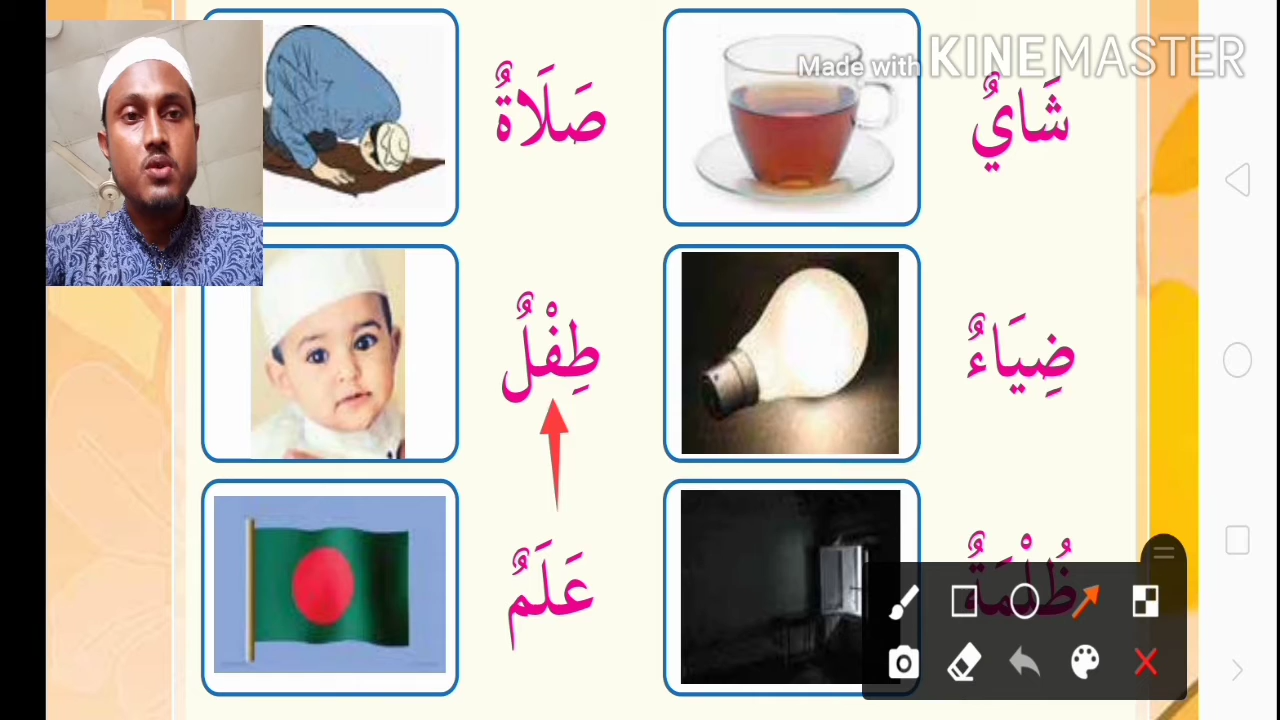 Made with KINEMASTER
شَايٌ صَلَاةٌ
ضِيَاءٌ طِفْلٌ
ظُلْمَةٌ عَلَمٌ